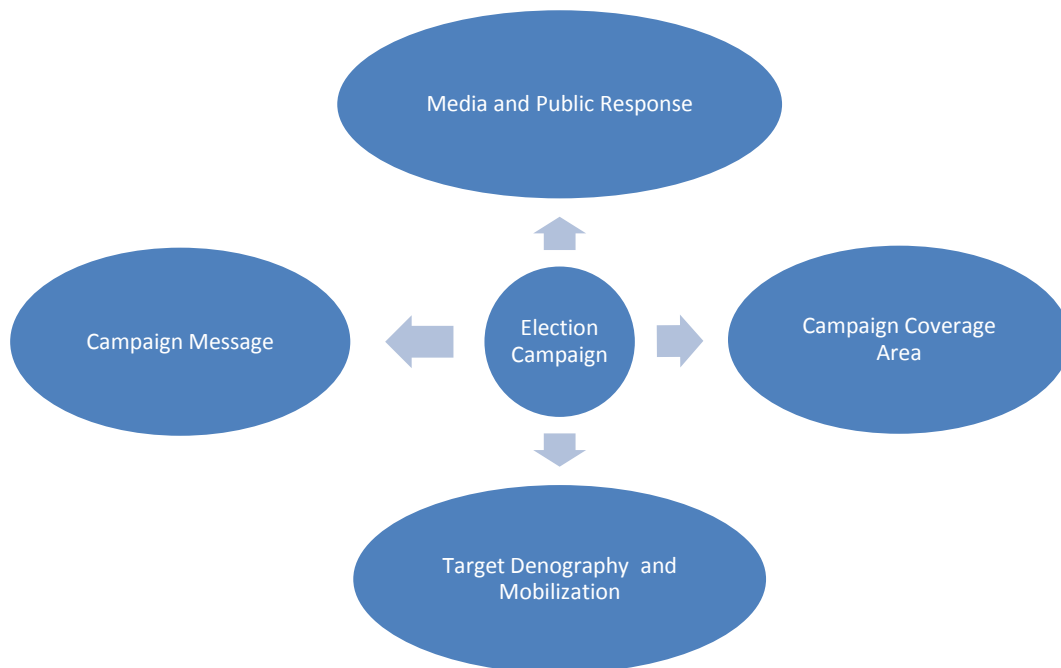 Media and Public Response
Campaign Message
Election
Campaign
Campaign Coverage
Area
Target Denography and
Mobilization